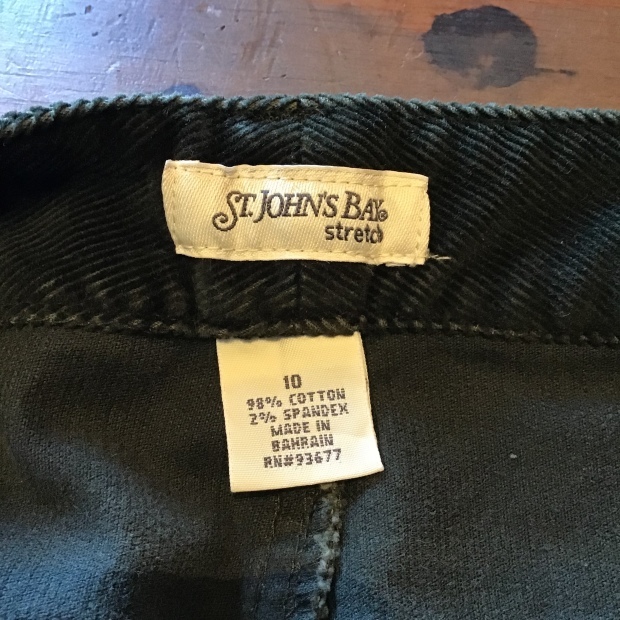 ST. JOHN'S BAY®
stretch
10
98% COTTON
2% SPANDEX
MADE IN
BAHRAIN
RN#93677